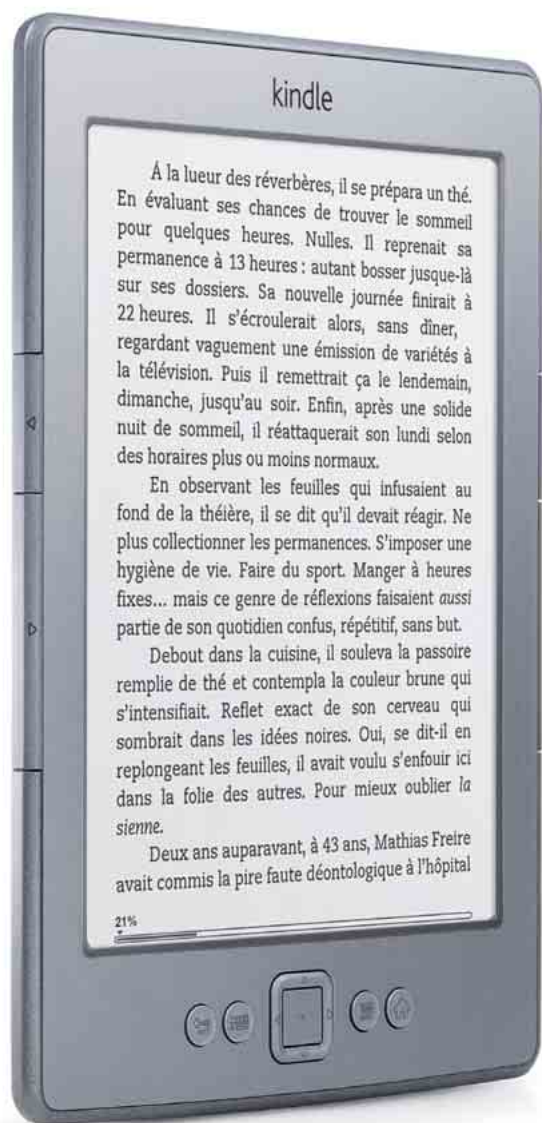 kindle
À la lueur des réverbères, il se prépara un thé.
En évaluant ses chances de trouver le sommeil
pour quelques heures. Nulles. Il reprenait sa
permanence à 13 heures : autant bosser jusque-là
sur ses dossiers. Sa nouvelle journée finirait à
22 heures. Il s'écroulerait alors, sans dîner,
regardant vaguement une émission de variétés à
la télévision. Puis il remettrait ça le lendemain,
dimanche, jusqu'au soir. Enfin, après une solide
nuit de sommeil, il réattaquerait son lundi selon
des horaires plus ou moins normaux.
En observant les feuilles qui infusaient au
fond de la théière, il se dit qu'il devait réagir. Ne
plus collectionner les permanences. S'imposer une
hygiène de vie. Faire du sport. Manger à heures
fixes... mais ce genre de réflexions faisaient aussi
partie de son quotidien confus, répétitif, sans but.
Debout dans la cuisine, il souleva la passoire
remplie de thé et contempla la couleur brune qui
s'intensifiait. Reflet exact de son cerveau qui
sombrait dans les idées noires. Oui, se dit-il en
replongeant les feuilles, il avait voulu s'enfouir ici
dans la folie des autres. Pour mieux oublier la
sienne.
Deux ans auparavant, à 43 ans, Mathias Freire
avait commis la pire faute déontologique à l'hôpital
21%